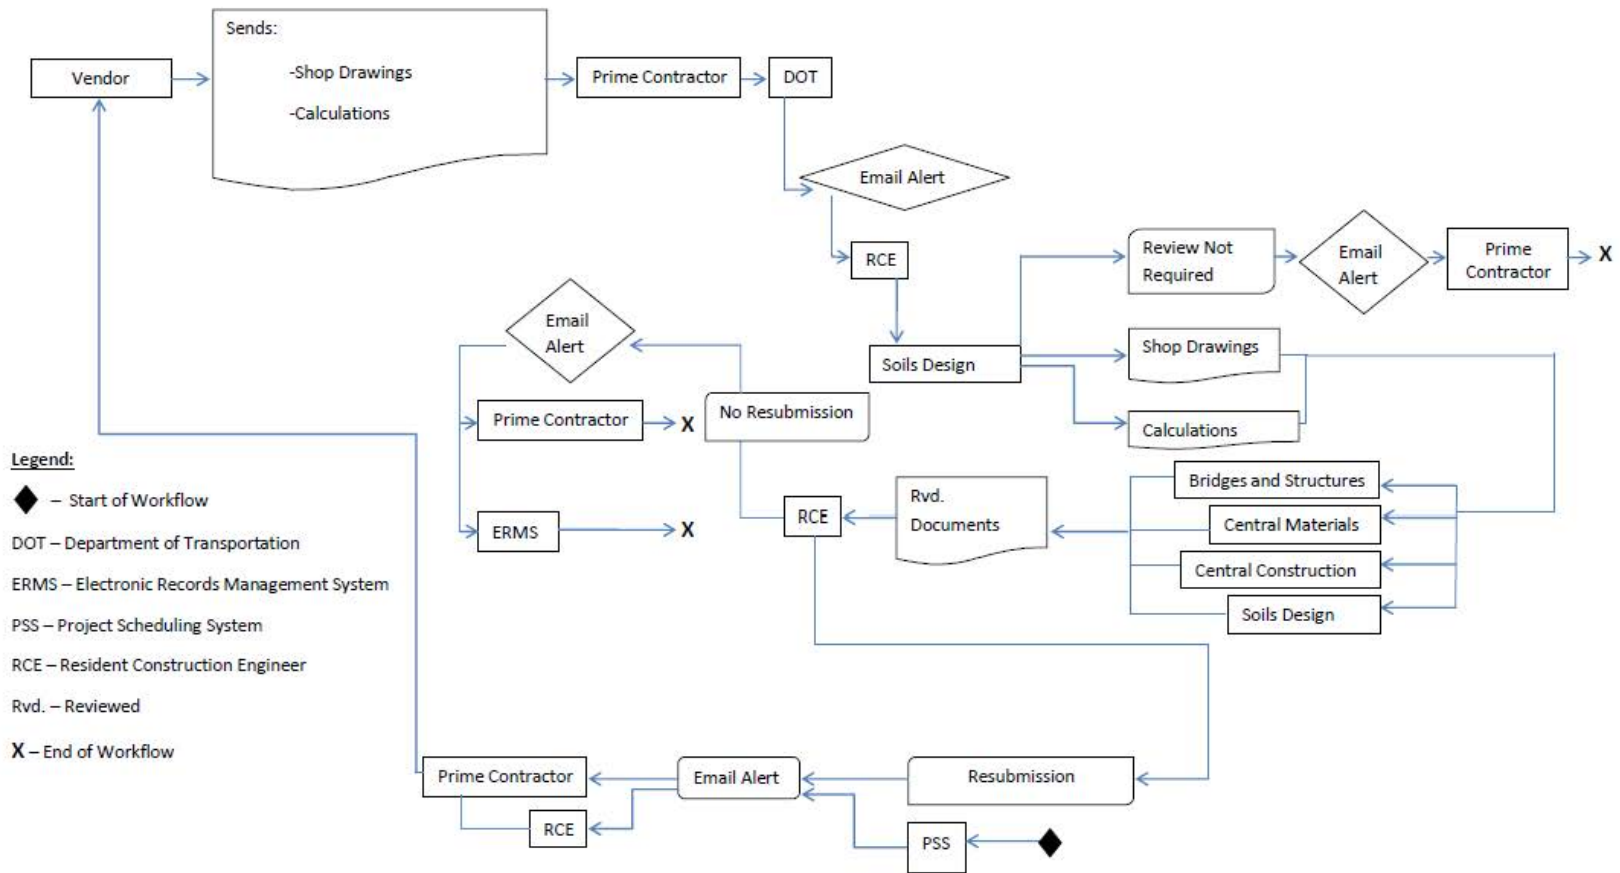 Sends:
-Shop Drawings
-Calculations
Vendor
Prime Contractor
DOT
Email Alert
RCE
Review Not
Required
Email
Alert
Prime
Contractor
X
Email
Alert
Soils Design
Shop Drawings
Calculations
Prime Contractor
X
No Resubmission
ERMS
X
RCE
Rvd.
Documents
Bridges and Structures
Central Materials
Central Construction
Soils Design
Legend:
– Start of Workflow
DOT – Department of Transportation
ERMS – Electronic Records Management System
PSS – Project Scheduling System
RCE – Resident Construction Engineer
Rvd. – Reviewed
X – End of Workflow
Prime Contractor
Email Alert
Resubmission
RCE
PSS